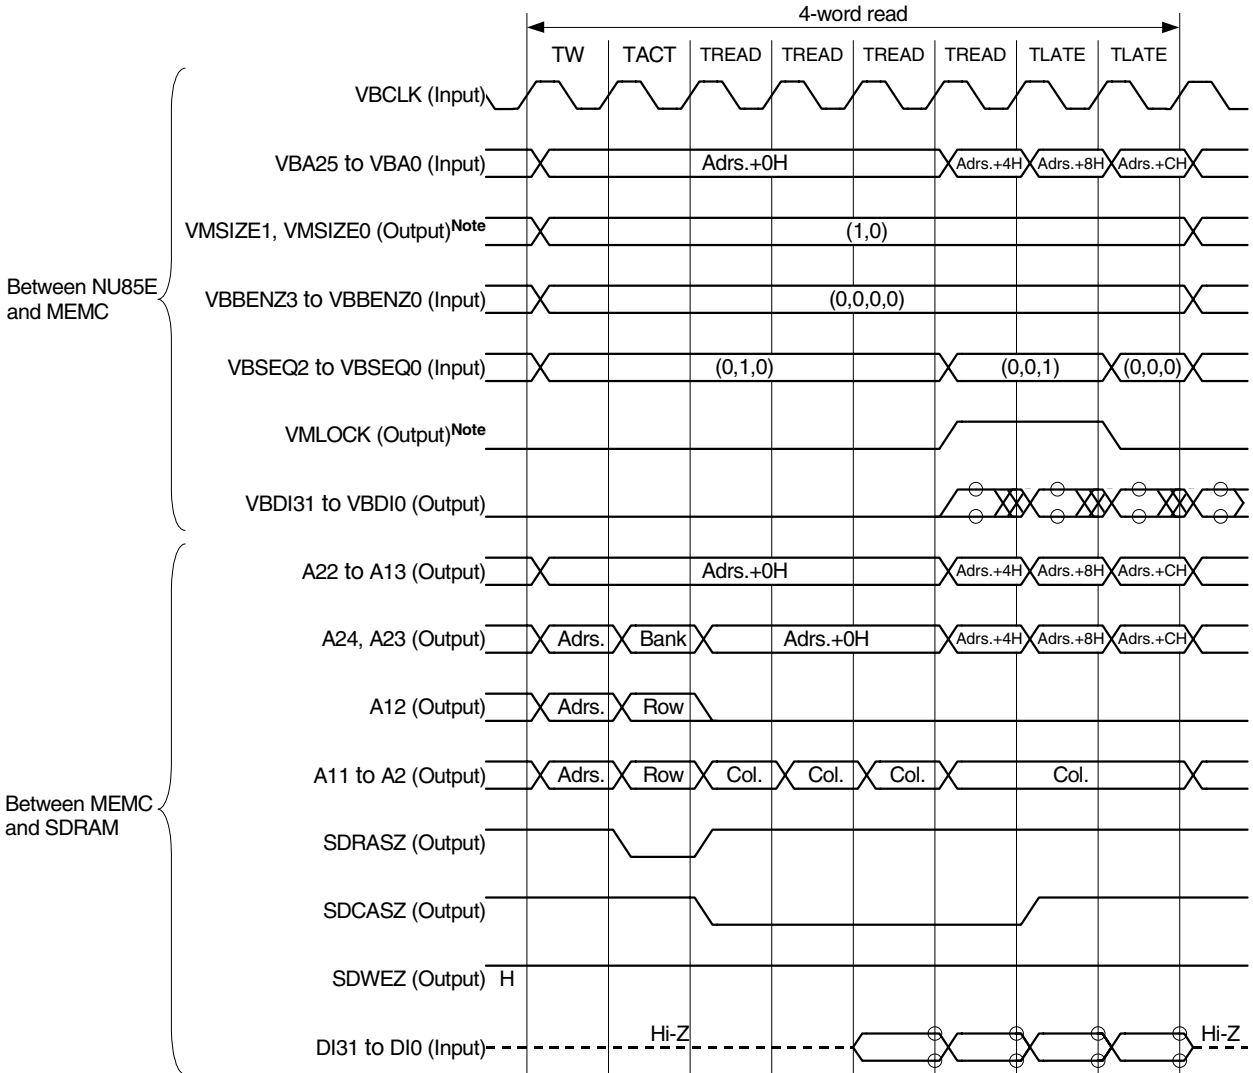 4-word read
TW TACT TREAD TREAD TREAD TREAD TLATE TLATE
VBCLK (Input)
VBA25 to VBA0 (Input) Adrs.+0H Adrs.+4H Adrs.+8H Adrs.+CH
VMSIZE1, VMSIZE0 (Output)Note (1,0)
Between NU85E
and MEMC
VBBENZ3 to VBBENZ0 (Input) (0,0,0,0)
VBSEQ2 to VBSEQ0 (Input) (0,1,0) (0,0,1) (0,0,0)
VMLOCK (Output)Note
VBDI31 to VBDI0 (Output)
A22 to A13 (Output) Adrs.+0H Adrs.+4H Adrs.+8H Adrs.+CH
A24, A23 (Output) Adrs. Bank Adrs.+0H Adrs.+4H Adrs.+8H Adrs.+CH
A12 (Output) Adrs. Row
A11 to A2 (Output) Adrs. Row Col. Col. Col. Col.
Between MEMC
and SDRAM
SDRASZ (Output)
SDCASZ (Output)
SDWEZ (Output) H
DI31 to DI0 (Input) Hi-Z Hi-Z